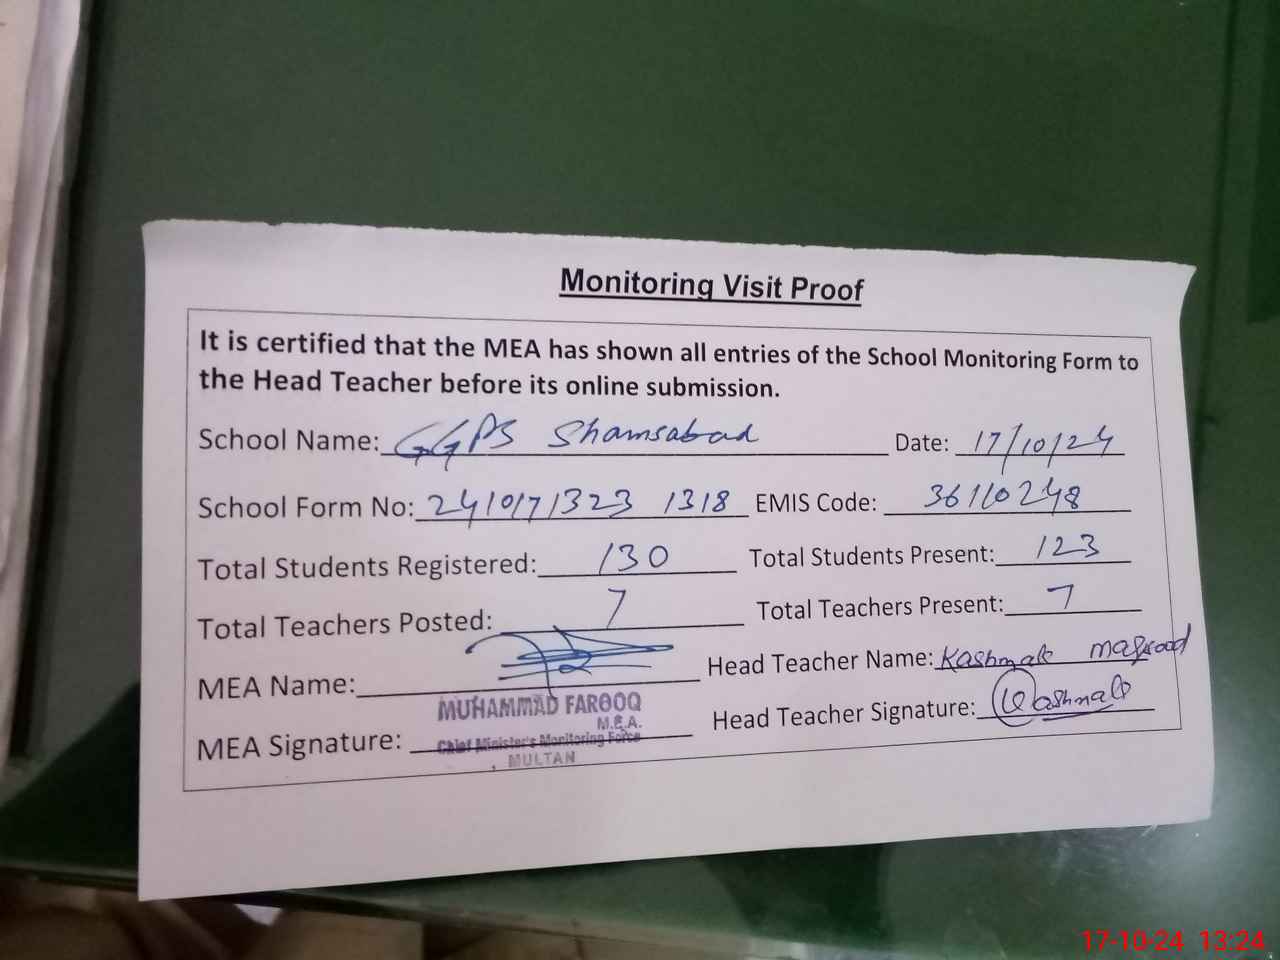 Monitoring Visit Proof
It is certified that the MEA has shown all entries of the School Monitoring Form to
the Head Teacher before its online submission.
School Name: GGPS Shamsabad Date: 17/10/24
School Form No: 2410171323 1318 EMIS Code: 36110248
Total Students Registered: 130 Total Students Present: 123
Total Teachers Posted: 7 Total Teachers Present: 7
MEA Name: Head Teacher Name: Kashmala
MUHAMMAD FAROOQ
M.E.A.
Chief Minister's Monitoring Force
MULTAN
MEA Signature: Head Teacher Signature: Kashmala
17-10-24 13:24